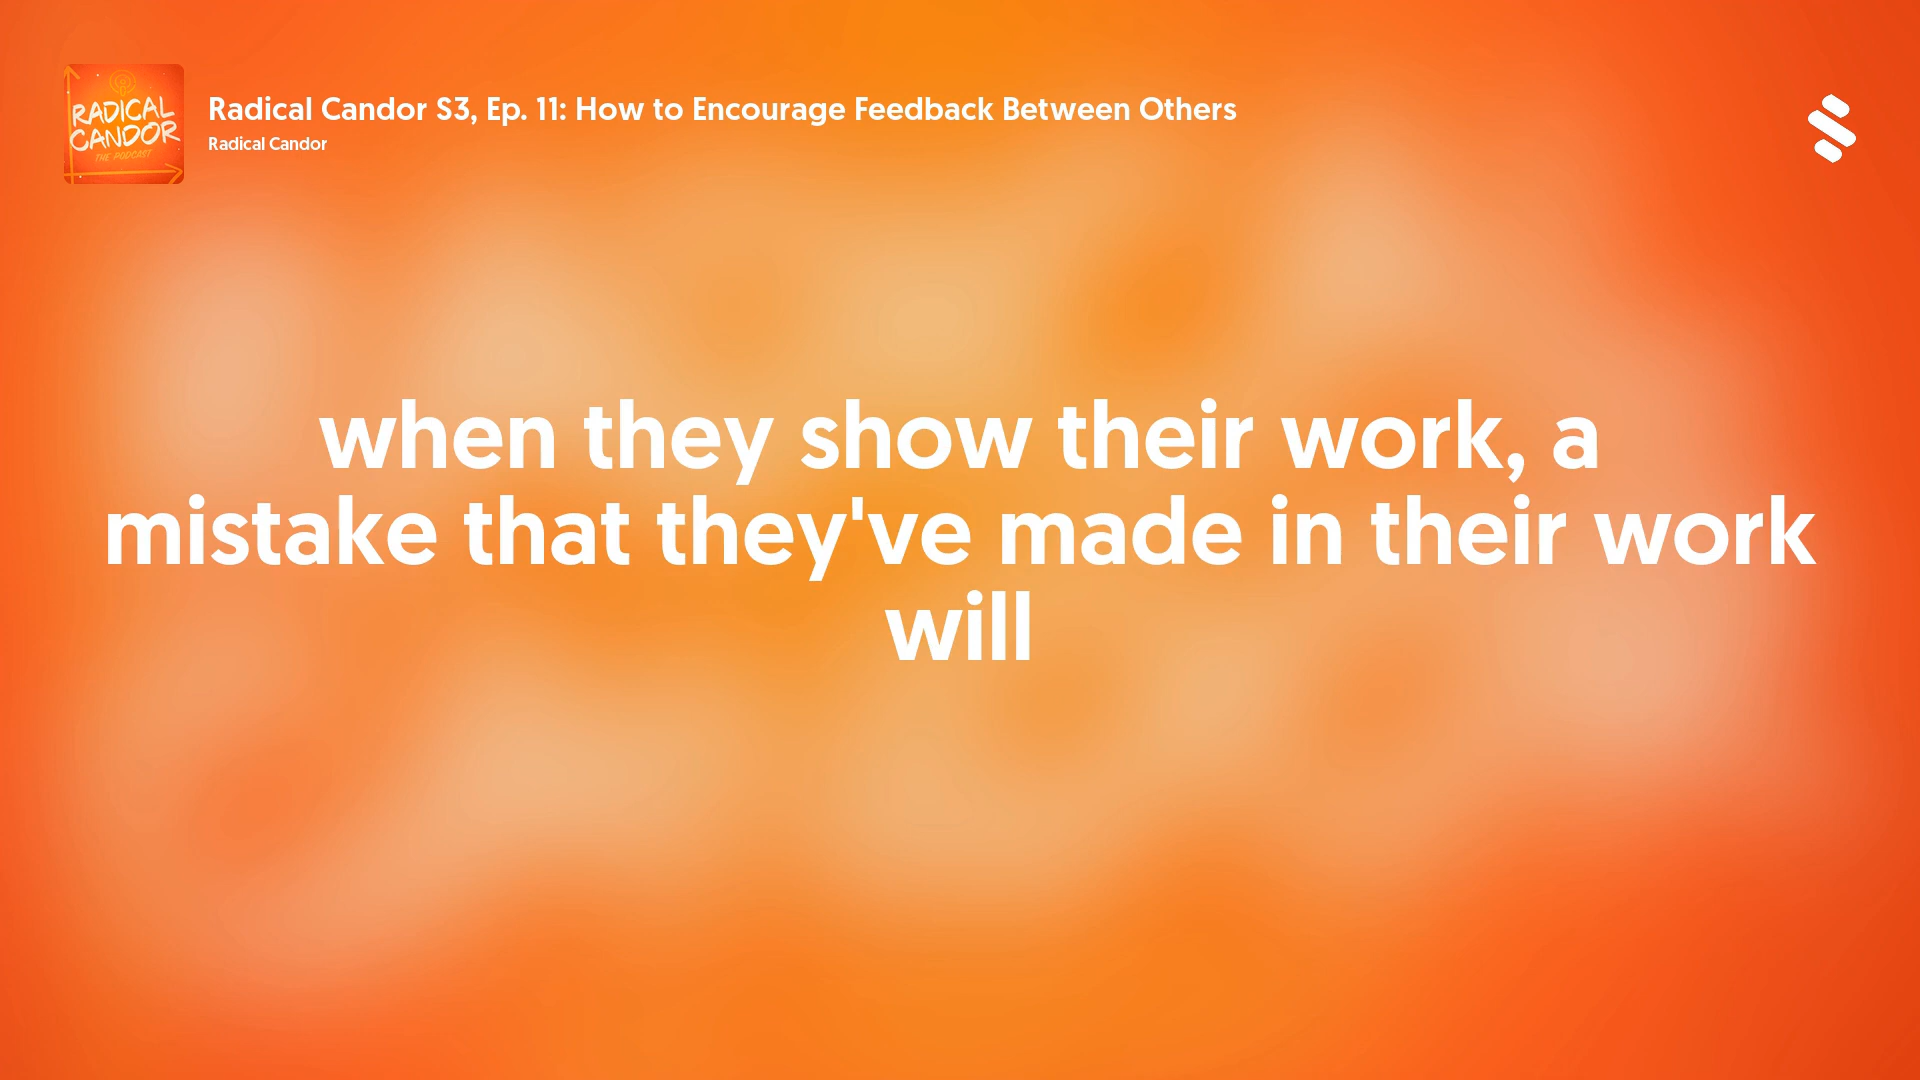 RADICAL
CANDOR
THE PODCAST
Radical Candor S3, Ep. 11: How to Encourage Feedback Between Others
Radical Candor
when they show their work, a
mistake that they've made in their work
will